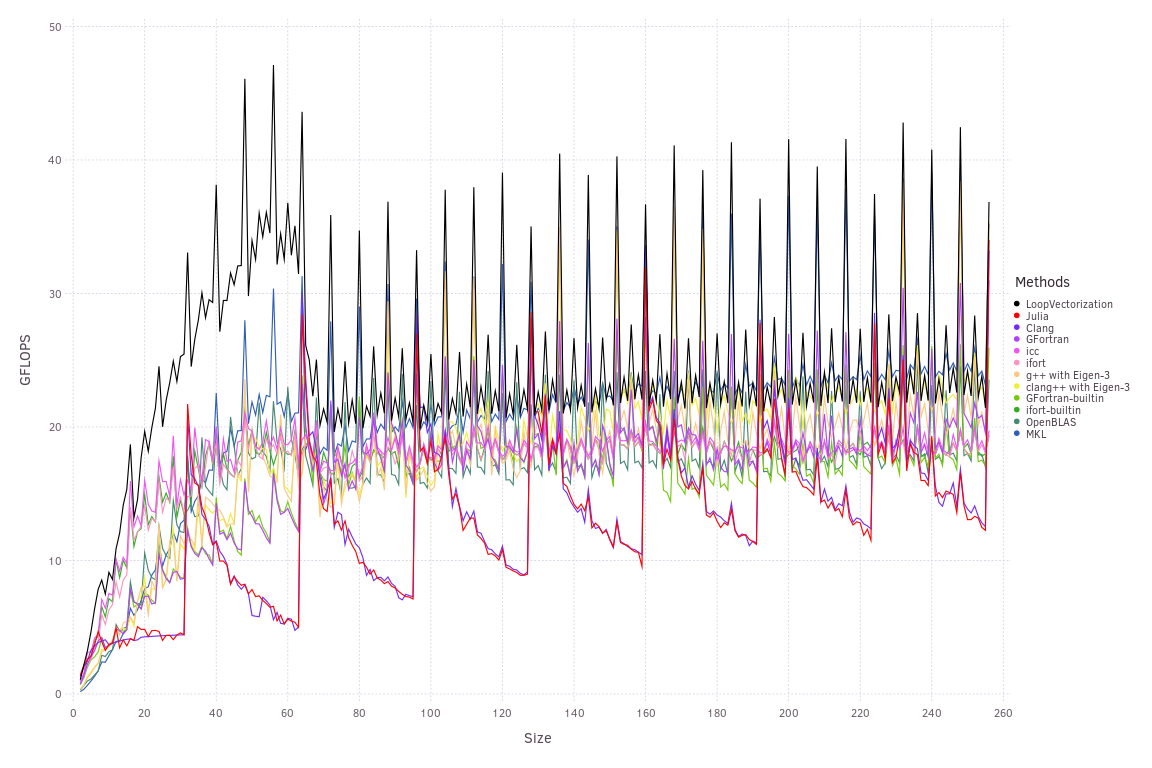 50
40
30
20
10
0
GFLOPS
0 20 40 60 80 100 120 140 160 180 200 220 240 260
Size
Methods
LoopVectorization
Julia
Clang
GFortran
icc
ifort
g++ with Eigen-3
clang++ with Eigen-3
GFortran-builtin
ifort-builtin
OpenBLAS
MKL